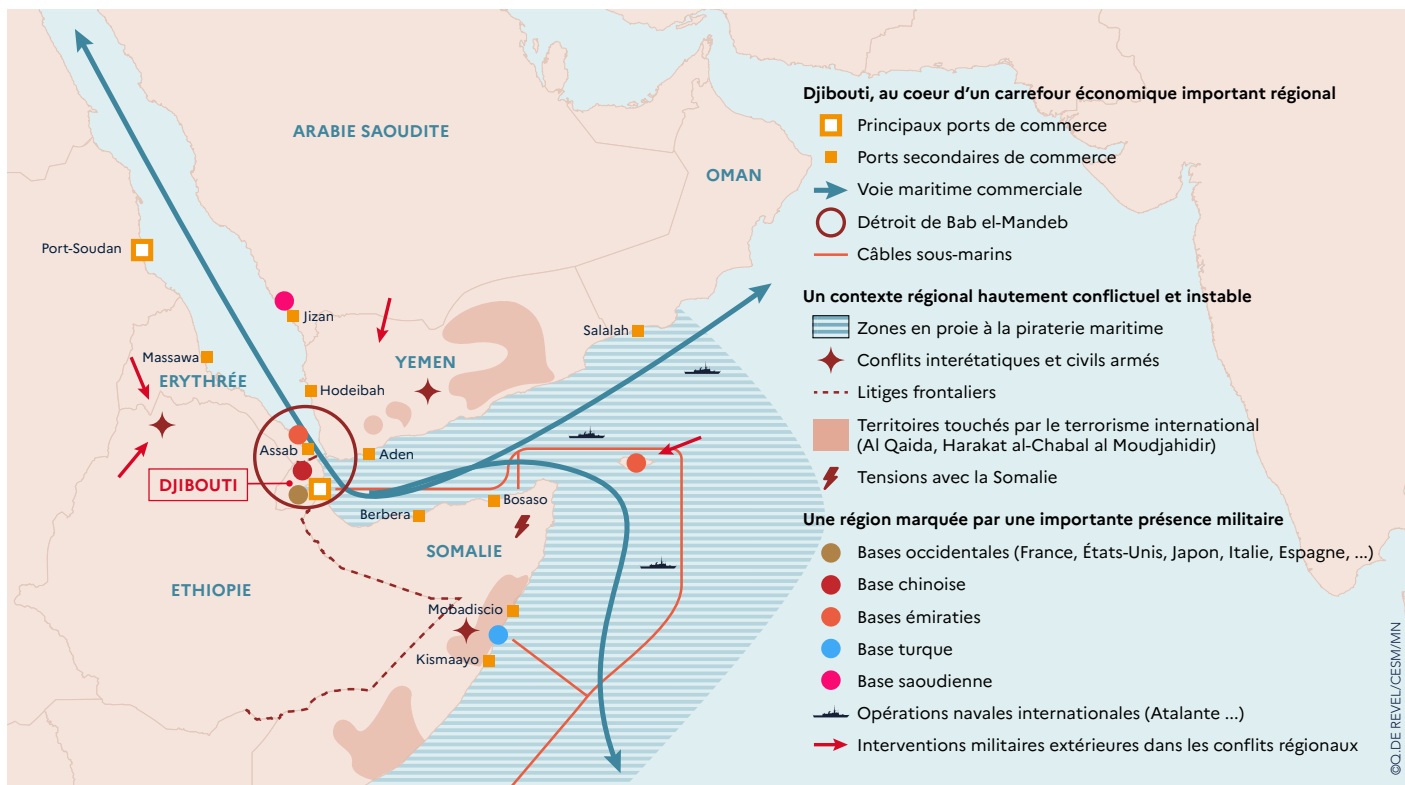 ARABIE SAOUDITE
OMAN
Port-Soudan
Jizan
Salalah
Massawa
YEMEN
ERYTHRÉE
Hodeibah
Assab
Aden
DJIBOUTI
Bosaso
Berbera
SOMALIE
ETHIOPIE
Mobadiscio
Kismaayo
Djibouti, au coeur d'un carrefour économique important régional
Principaux ports de commerce
Ports secondaires de commerce
Voie maritime commerciale
Détroit de Bab el-Mandeb
Câbles sous-marins
Un contexte régional hautement conflictuel et instable
Zones en proie à la piraterie maritime
Conflits interétatiques et civils armés
Litiges frontaliers
Territoires touchés par le terrorisme international
(Al Qaida, Harakat al-Chabal al Moudjahidir)
Tensions avec la Somalie
Une région marquée par une importante présence militaire
Bases occidentales (France, États-Unis, Japon, Italie, Espagne, ...)
Base chinoise
Bases émiraties
Base turque
Base saoudienne
Opérations navales internationales (Atalante ...)
Interventions militaires extérieures dans les conflits régionaux
©Q.DE REVEL/CESM/MN